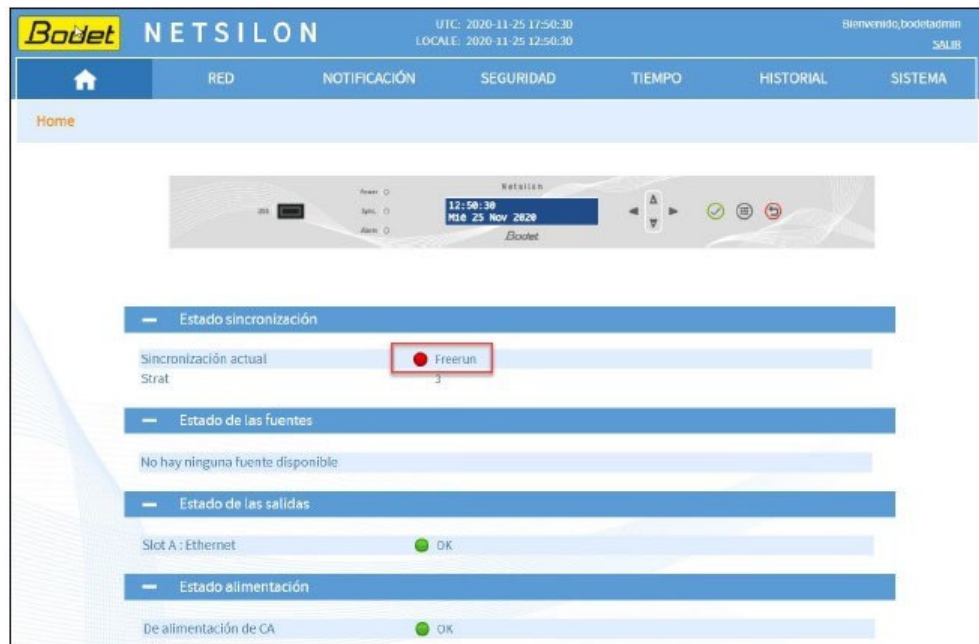 Bodet NETSILON
UTC: 2020-11-25 17:50:30
LOCALE: 2020-11-25 12:50:30
Bienvenido,bodetadmin
SALIR
RED NOTIFICACIÓN SEGURIDAD TIEMPO HISTORIAL SISTEMA
Home
Netsilon
Power
Sync.
Alarm
12:50:30
Mié 25 Nov 2020
Bodet
Estado sincronización
Sincronización actual Freerun
Strat 3
Estado de las fuentes
No hay ninguna fuente disponible
Estado de las salidas
Slot A : Ethernet OK
Estado alimentación
De alimentación de CA OK